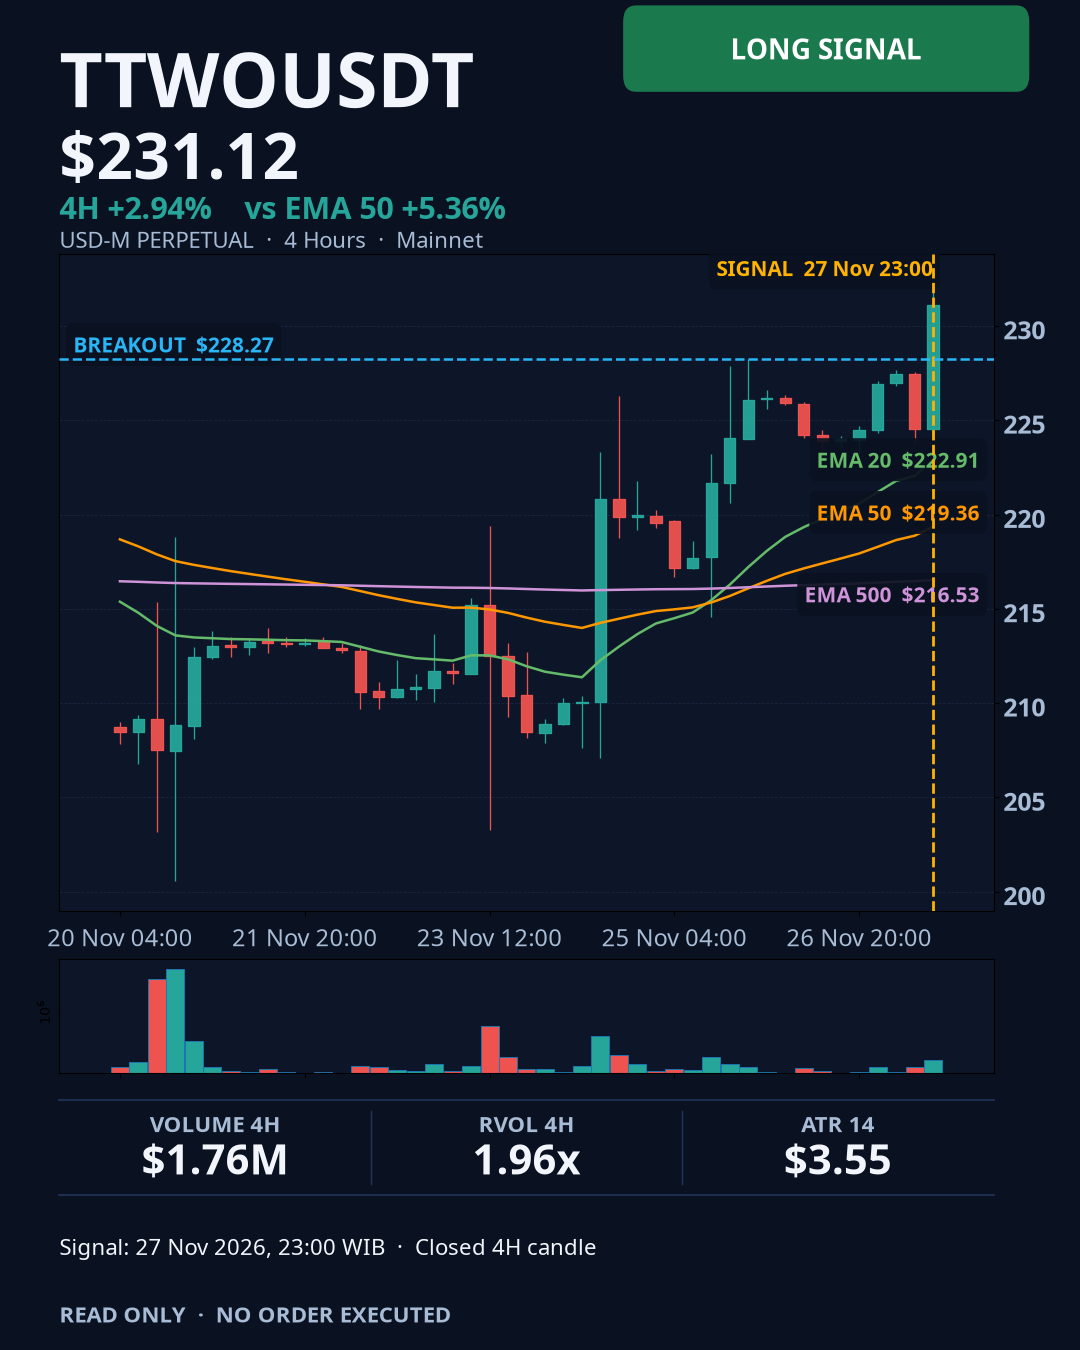 LONG SIGNAL
TTWOUSDT
$231.12
4H +2.94% vs EMA 50 +5.36%
USD-M PERPETUAL · 4 Hours · Mainnet
SIGNAL 27 Nov 23:00
BREAKOUT $228.27
230
225
EMA 20 $222.91
EMA 50 $219.36
220
EMA 500 $216.53
215
210
205
200
20 Nov 04:00 21 Nov 20:00 23 Nov 12:00 25 Nov 04:00 26 Nov 20:00
10⁶
VOLUME 4H RVOL 4H ATR 14
$1.76M 1.96x $3.55
Signal: 27 Nov 2026, 23:00 WIB · Closed 4H candle
READ ONLY · NO ORDER EXECUTED